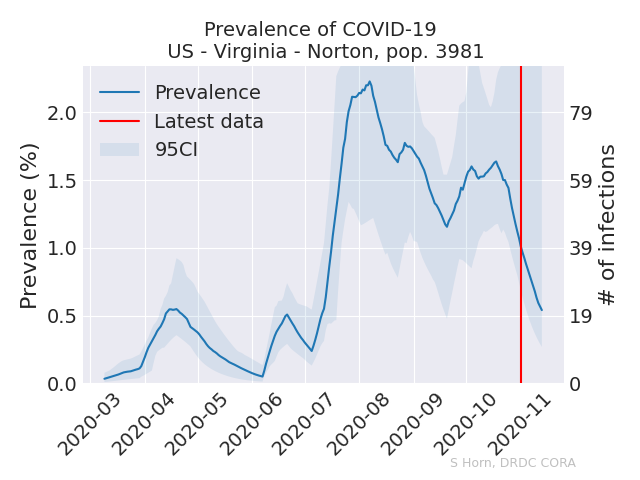 Prevalence of COVID-19
US - Virginia - Norton, pop. 3981
Prevalence
Latest data
95CI
Prevalence (%)
2.0
1.5
1.0
0.5
0.0
79
59
39
19
0
# of infections
2020-03
2020-04
2020-05
2020-06
2020-07
2020-08
2020-09
2020-10
2020-11
S Horn, DRDC CORA